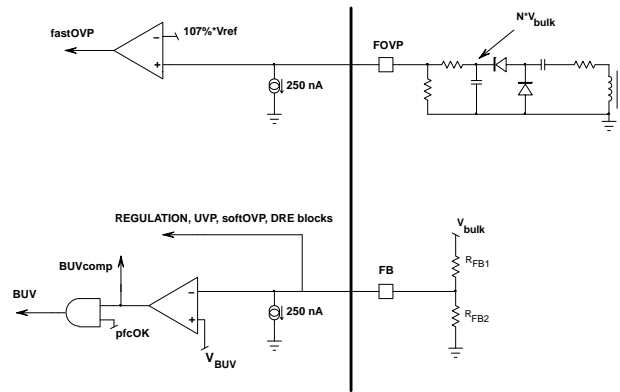 fastOVP
107%*Vref
FOVP
N*Vbulk
250 nA
REGULATION, UVP, softOVP, DRE blocks
Vbulk
BUVcomp
FB
RFB1
BUV
250 nA
RFB2
pfcOK
VBUV